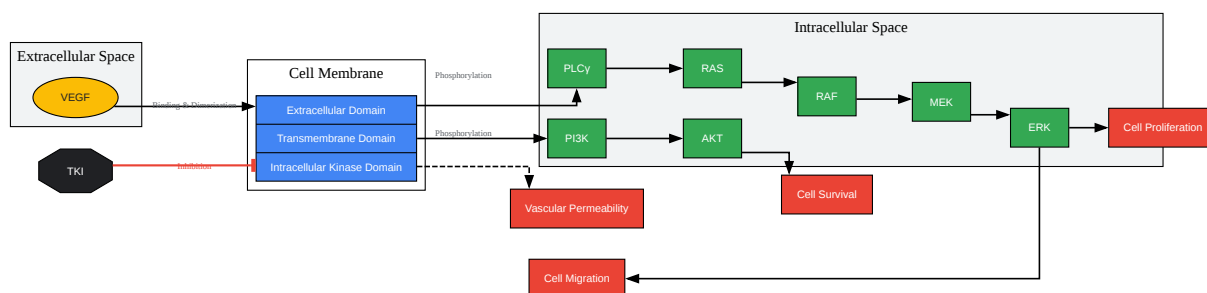 Intracellular Space
Extracellular Space
VEGF
Binding & Dimerization
TKI
Inhibition
Cell Membrane
Extracellular Domain
Transmembrane Domain
Intracellular Kinase Domain
Phosphorylation
Phosphorylation
PLCγ
RAS
RAF
MEK
ERK
Cell Proliferation
PI3K
AKT
Cell Survival
Vascular Permeability
Cell Migration